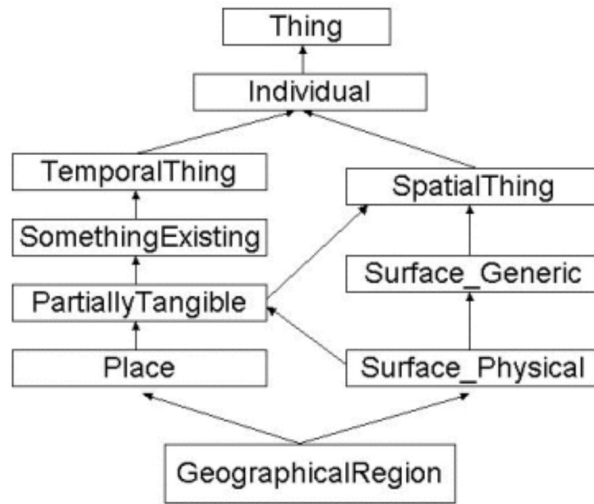 Thing
Individual
TemporalThing
SpatialThing
SomethingExisting
Surface_Generic
PartiallyTangible
Place
Surface_Physical
GeographicalRegion